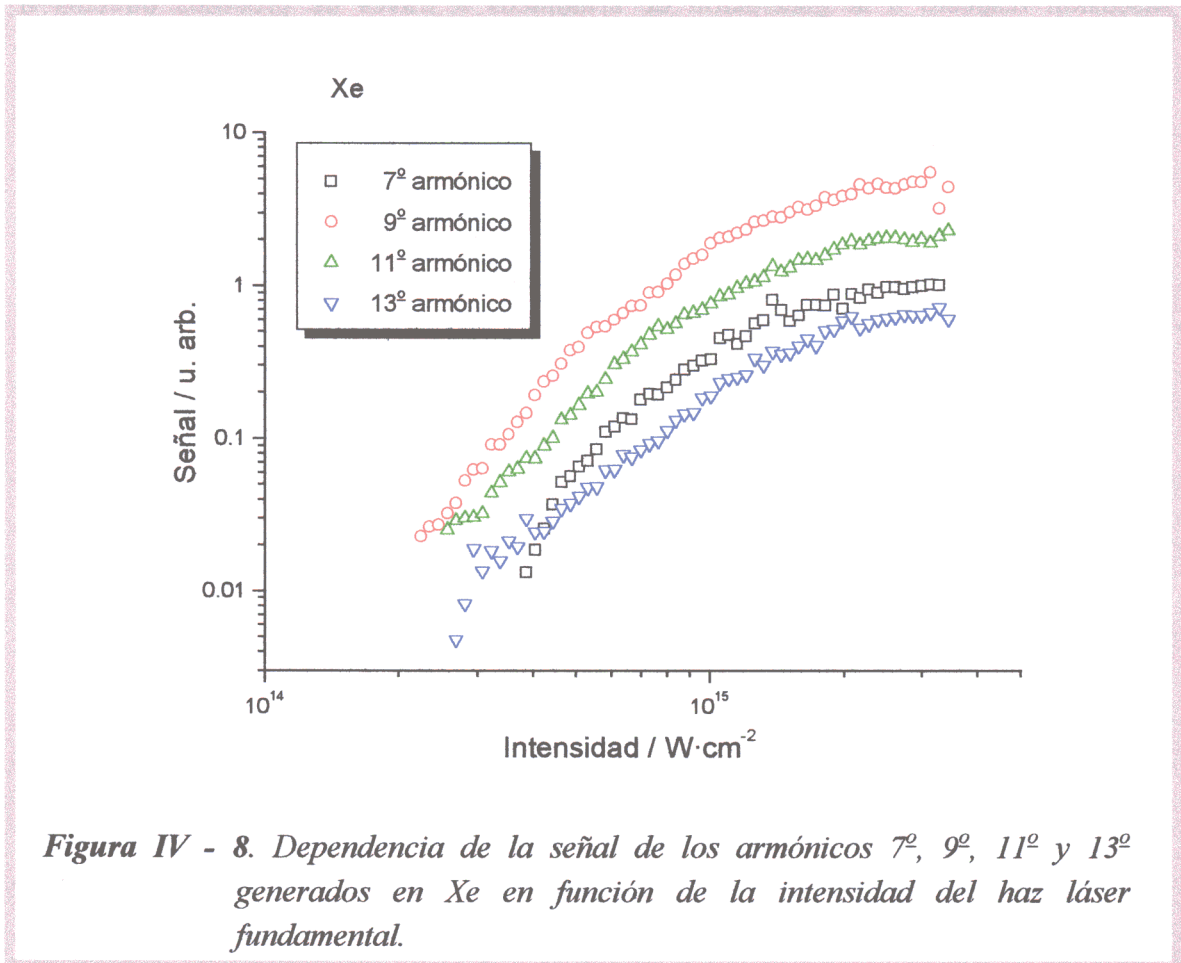 Xe
10
1
0.1
0.01
Señal / u. arb.
7º armónico
9º armónico
11º armónico
13º armónico
10¹⁴
10¹⁵
Intensidad / W·cm⁻²
Figura IV - 8. Dependencia de la señal de los armónicos 7º, 9º, 11º y 13º
generados en Xe en función de la intensidad del haz láser
fundamental.